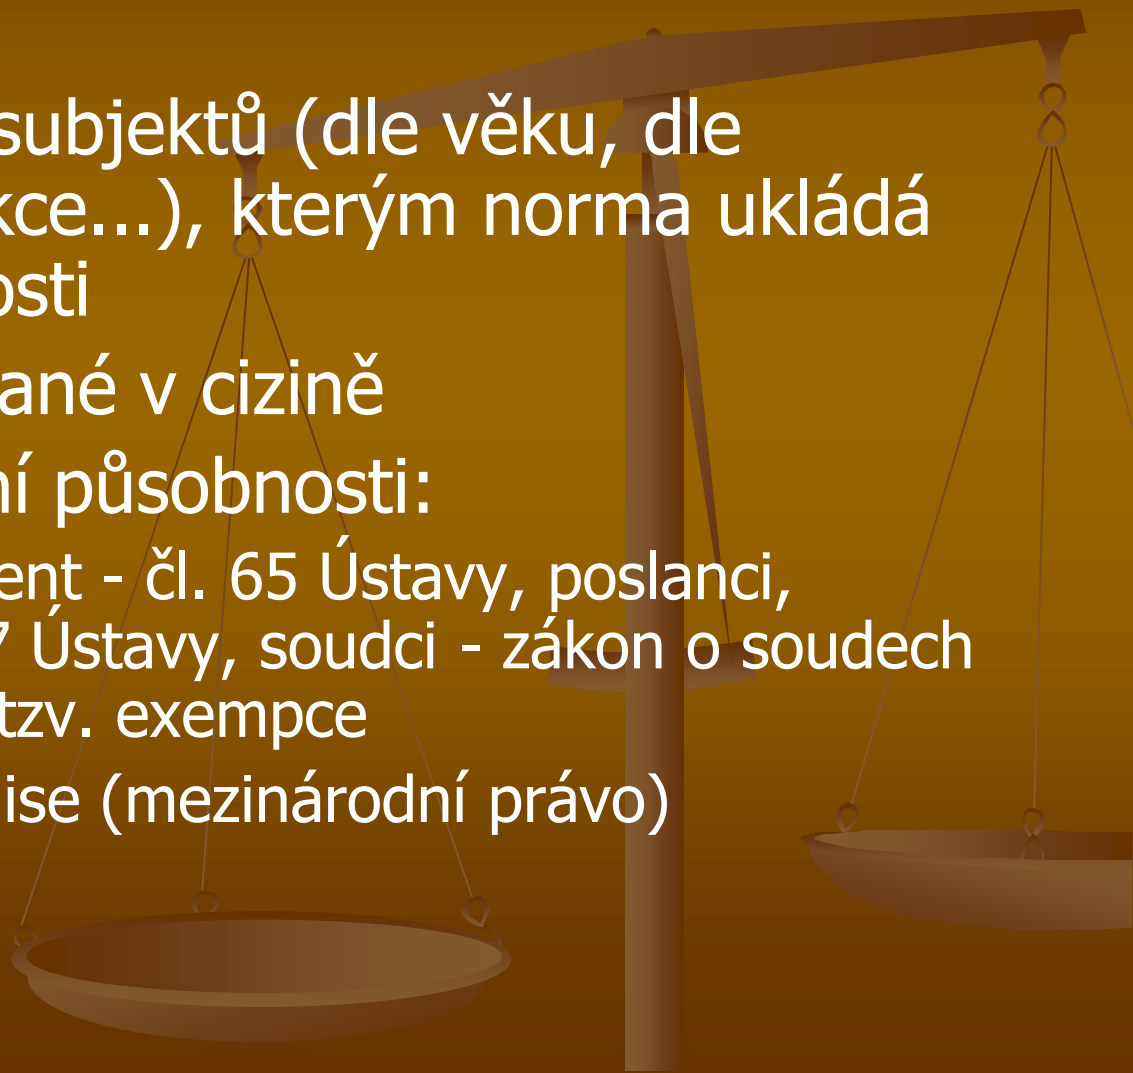 subjektů (dle věku, dle
kce...), kterým norma ukládá
osti
ané v cizině
ní působnosti:
ent - čl. 65 Ústavy, poslanci,
7 Ústavy, soudci - zákon o soudech
tzv. exempce
ise (mezinárodní právo)